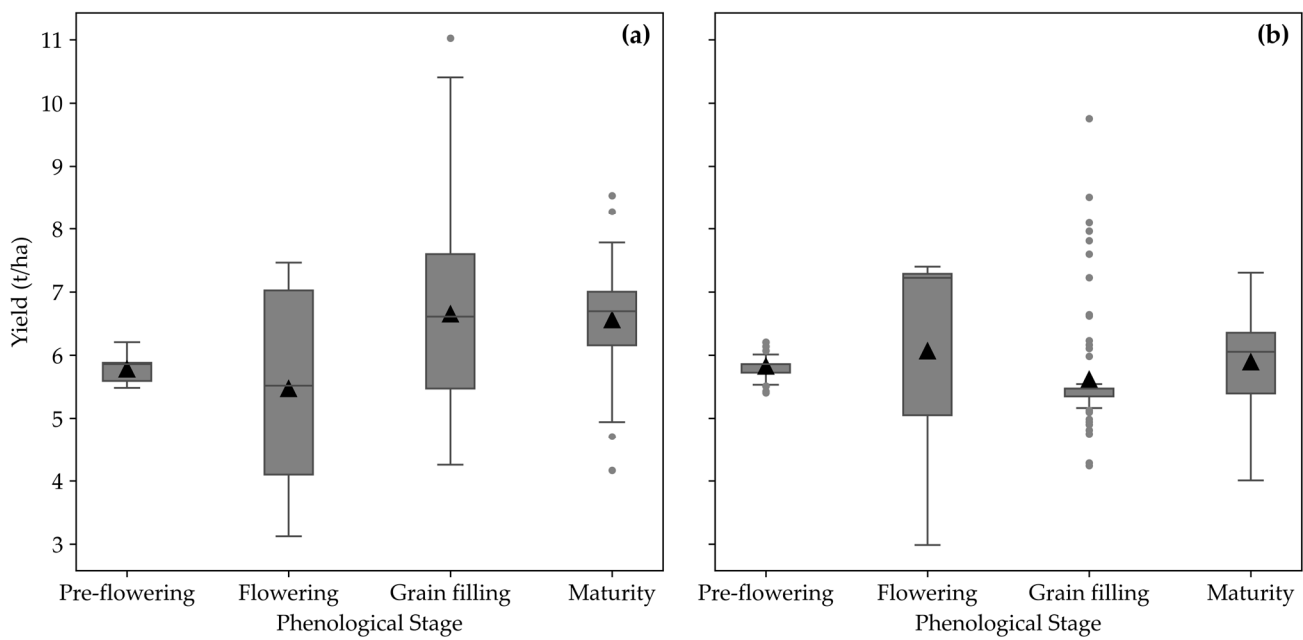 (a)
(b)
Yield (t/ha)
11
10
9
8
7
6
5
4
3
Pre-flowering Flowering Grain filling Maturity
Phenological Stage
Pre-flowering Flowering Grain filling Maturity
Phenological Stage